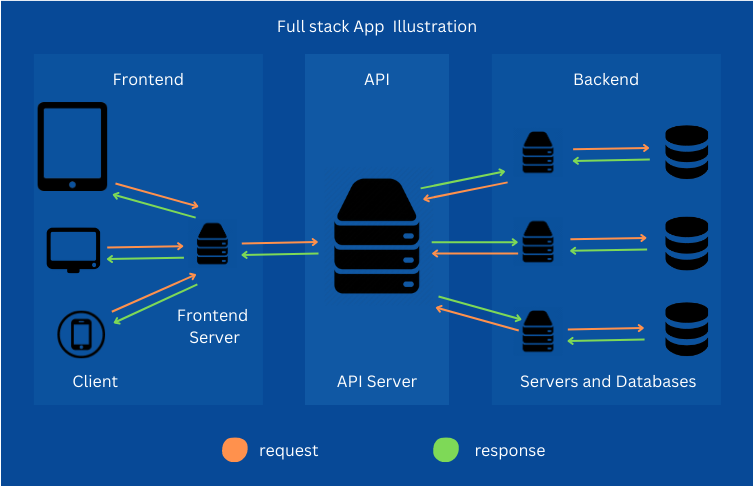 Full stack App  Illustration
Frontend
API
Backend
Frontend
Server
Client
API Server
Servers and Databases
request
response